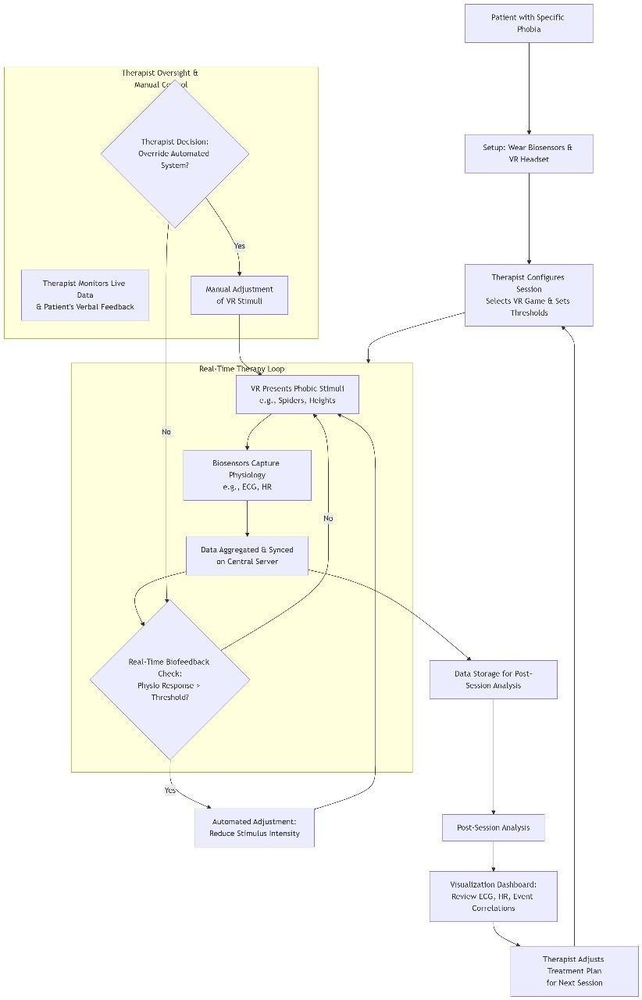 Patient with Specific
Phobia
Therapist Oversight &
Manual Control
Therapist Decision:
Override Automated
System?
Setup: Wear Biosensors &
VR Headset
Yes
Therapist Monitors Live
Data
& Patient's Verbal Feedback
Manual Adjustment
of VR Stimuli
Therapist Configures
Session
Selects VR Game & Sets
Thresholds
Real-Time Therapy Loop
VR Presents Phobic Stimuli
e.g., Spiders, Heights
No
Biosensors Capture
Physiology
e.g., ECG, HR
No
Data Aggregated & Synced
on Central Server
Real-Time Biofeedback
Check:
Physio Response >
Threshold?
Data Storage for Post-
Session Analysis
Yes
Automated Adjustment:
Reduce Stimulus Intensity
Post-Session Analysis
Visualization Dashboard:
Review ECG, HR, Event
Correlations
Therapist Adjusts
Treatment Plan
for Next Session